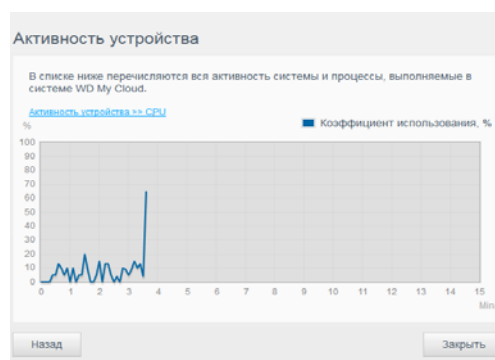 Активность устройства
В списке ниже перечисляются вся активность системы и процессы, выполняемые в
системе WD My Cloud.
Активность устройства >> CPU
%
Коэффициент использования, %
100
90
80
70
60
50
40
30
20
10
0
0 1 2 3 4 5 6 7 8 9 10 11 12 13 14 15
Min
Назад
Закрыть